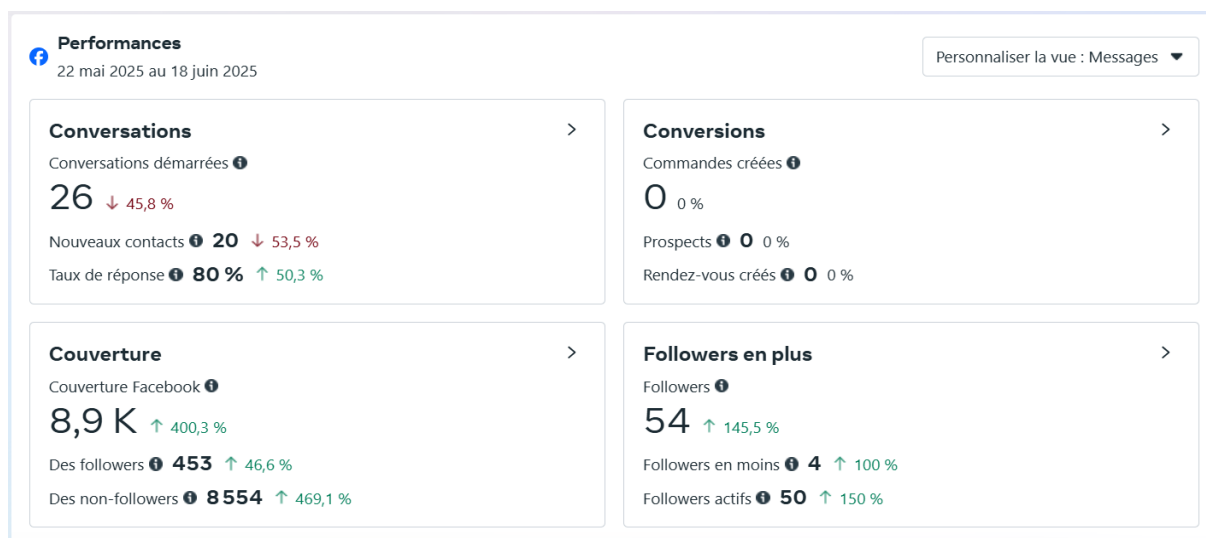 Performances
22 mai 2025 au 18 juin 2025
Personnaliser la vue : Messages
Conversations
Conversations démarrées
26 ↓ 45,8 %
Nouveaux contacts 20 ↓ 53,5 %
Taux de réponse 80 % ↑ 50,3 %
Conversions
Commandes créées
0 0 %
Prospects 0 0 %
Rendez-vous créés 0 0 %
Couverture
Couverture Facebook
8,9 K ↑ 400,3 %
Des followers 453 ↑ 46,6 %
Des non-followers 8 554 ↑ 469,1 %
Followers en plus
Followers
54 ↑ 145,5 %
Followers en moins 4 ↑ 100 %
Followers actifs 50 ↑ 150 %